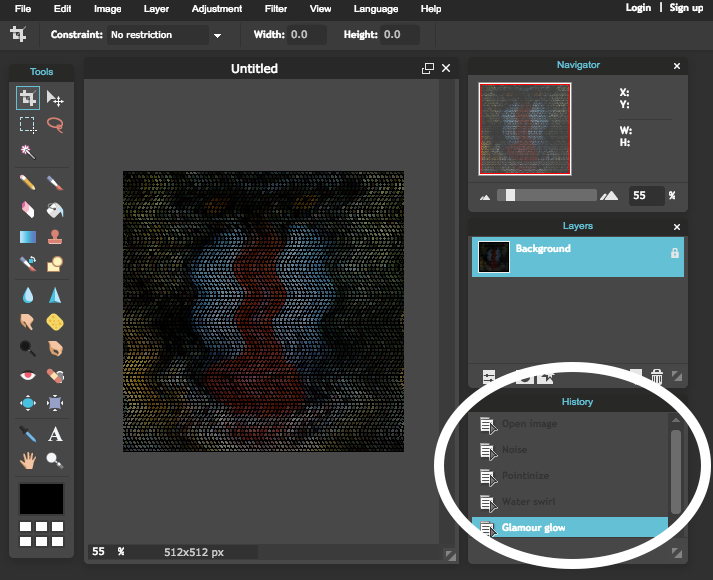 File Edit Image Layer Adjustment Filter View Language Help Login | Sign up
Constraint: No restriction Width: 0.0 Height: 0.0
Tools
Untitled
Navigator
X:
Y:
W:
H:
55 %
Layers
Background
History
Open image
Noise
Pointinize
Water swirl
Glamour glow
55 % 512x512 px